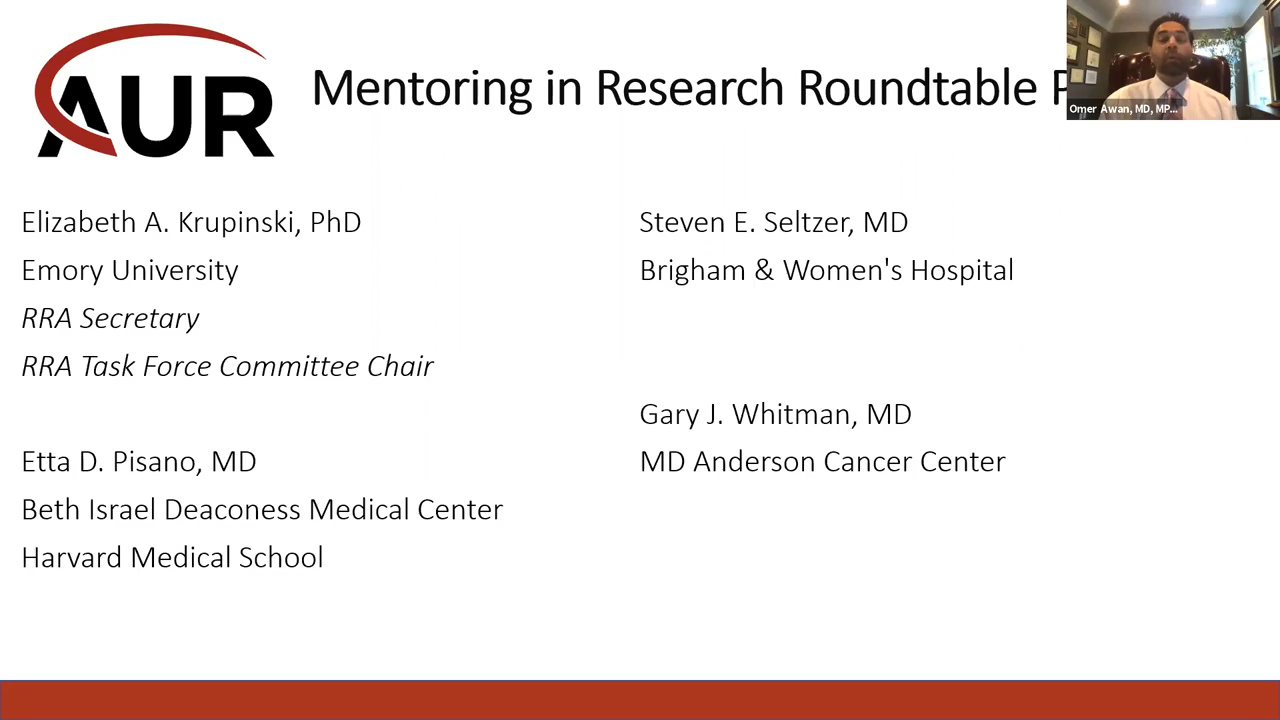 AUR
Mentoring in Research Roundtable
Omer Awan, MD, MP...
Elizabeth A. Krupinski, PhD
Emory University
RRA Secretary
RRA Task Force Committee Chair
Etta D. Pisano, MD
Beth Israel Deaconess Medical Center
Harvard Medical School
Steven E. Seltzer, MD
Brigham & Women's Hospital
Gary J. Whitman, MD
MD Anderson Cancer Center